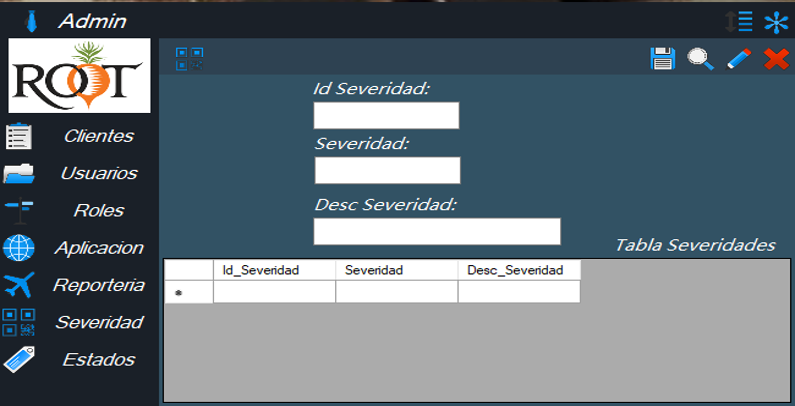 Admin
ROOT
Clientes
Usuarios
Roles
Aplicacion
Reporteria
Severidad
Estados
Id Severidad:
Severidad:
Desc Severidad:
Tabla Severidades
Id_Severidad Severidad Desc_Severidad
*